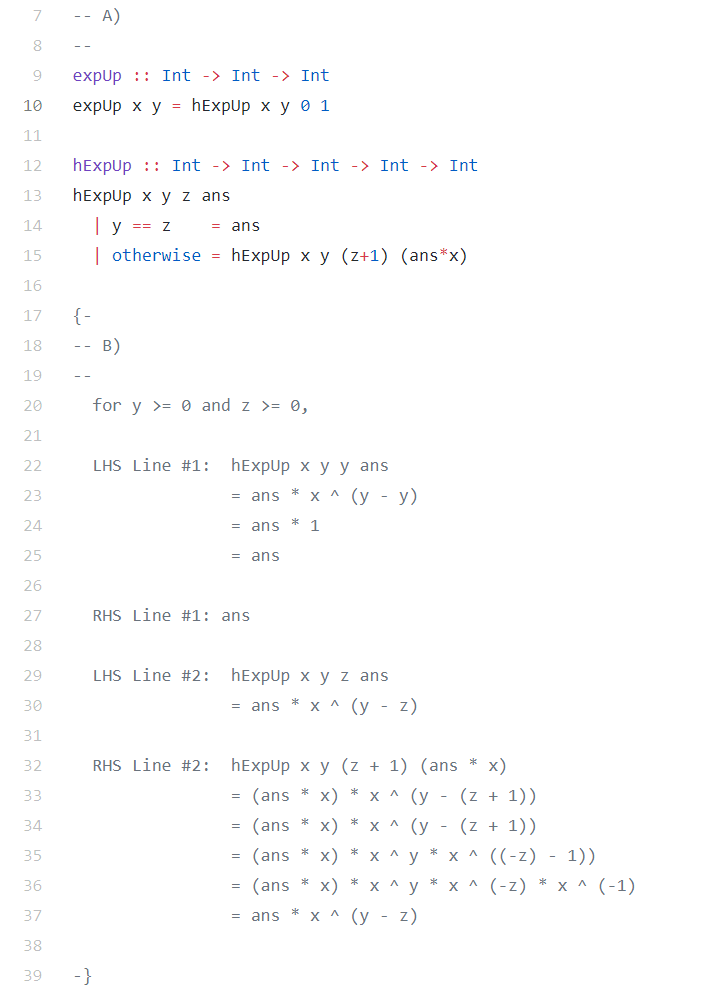 7 -- A)
8 --
9 expUp :: Int -> Int -> Int
10 expUp x y = hExpUp x y 0 1
11
12 hExpUp :: Int -> Int -> Int -> Int -> Int
13 hExpUp x y z ans
14   | y == z    = ans
15   | otherwise = hExpUp x y (z+1) (ans*x)
16
17 {-
18 -- B)
19 --
20   for y >= 0 and z >= 0,
21
22   LHS Line #1:  hExpUp x y y ans
23                 = ans * x ^ (y - y)
24                 = ans * 1
25                 = ans
26
27   RHS Line #1: ans
28
29   LHS Line #2:  hExpUp x y z ans
30                 = ans * x ^ (y - z)
31
32   RHS Line #2:  hExpUp x y (z + 1) (ans * x)
33                 = (ans * x) * x ^ (y - (z + 1))
34                 = (ans * x) * x ^ (y - (z + 1))
35                 = (ans * x) * x ^ y * x ^ ((-z) - 1))
36                 = (ans * x) * x ^ y * x ^ (-z) * x ^ (-1)
37                 = ans * x ^ (y - z)
38
39 -}